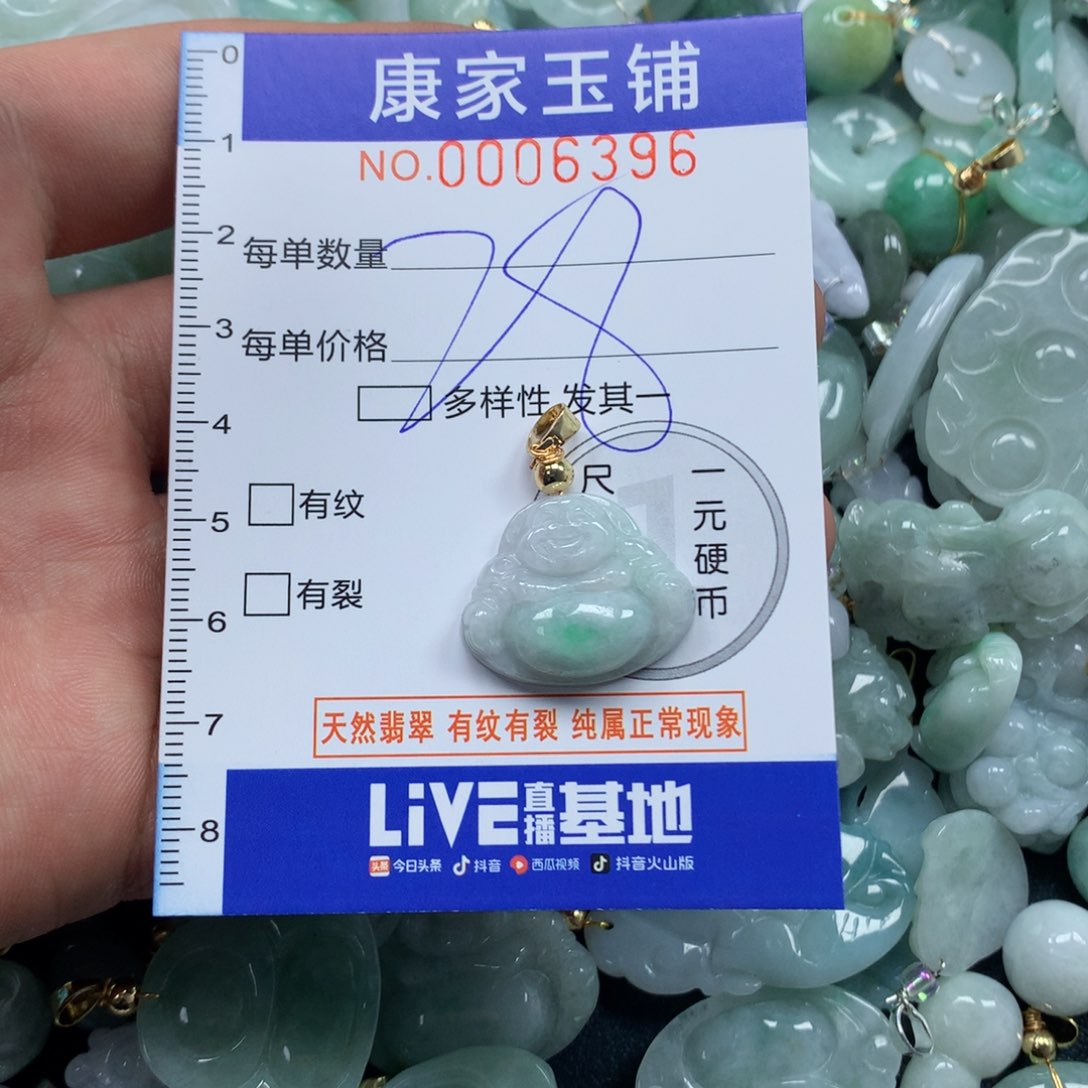 康家玉铺
NO.0006396
每单数量
78
每单价格
多样性 发其一
尺
一元硬币
有纹
有裂
天然翡翠 有纹有裂 纯属正常现象
LiVE直播基地
头条 今日头条 抖音 西瓜视频 抖音火山版
0
1
2
3
4
5
6
7
8